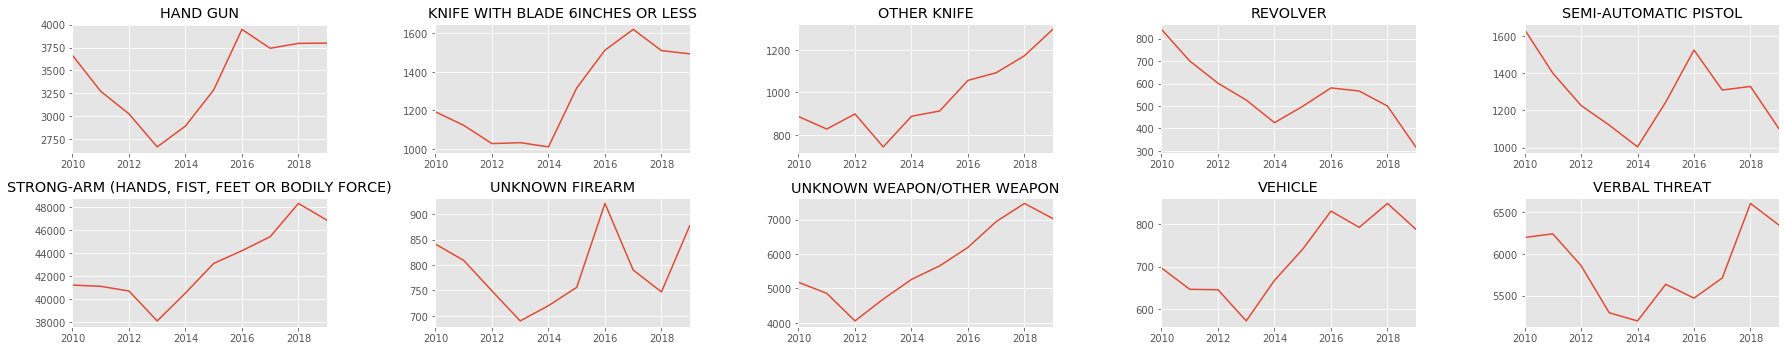 HAND GUN
4000
3750
3500
3250
3000
2750
2010 2012 2014 2016 2018
KNIFE WITH BLADE 6INCHES OR LESS
1600
1400
1200
1000
2010 2012 2014 2016 2018
OTHER KNIFE
1200
1000
800
2010 2012 2014 2016 2018
REVOLVER
800
700
600
500
400
300
2010 2012 2014 2016 2018
SEMI-AUTOMATIC PISTOL
1600
1400
1200
1000
2010 2012 2014 2016 2018
STRONG-ARM (HANDS, FIST, FEET OR BODILY FORCE)
48000
46000
44000
42000
40000
38000
2010 2012 2014 2016 2018
UNKNOWN FIREARM
900
850
800
750
700
2010 2012 2014 2016 2018
UNKNOWN WEAPON/OTHER WEAPON
7000
6000
5000
4000
2010 2012 2014 2016 2018
VEHICLE
800
700
600
2010 2012 2014 2016 2018
VERBAL THREAT
6500
6000
5500
2010 2012 2014 2016 2018